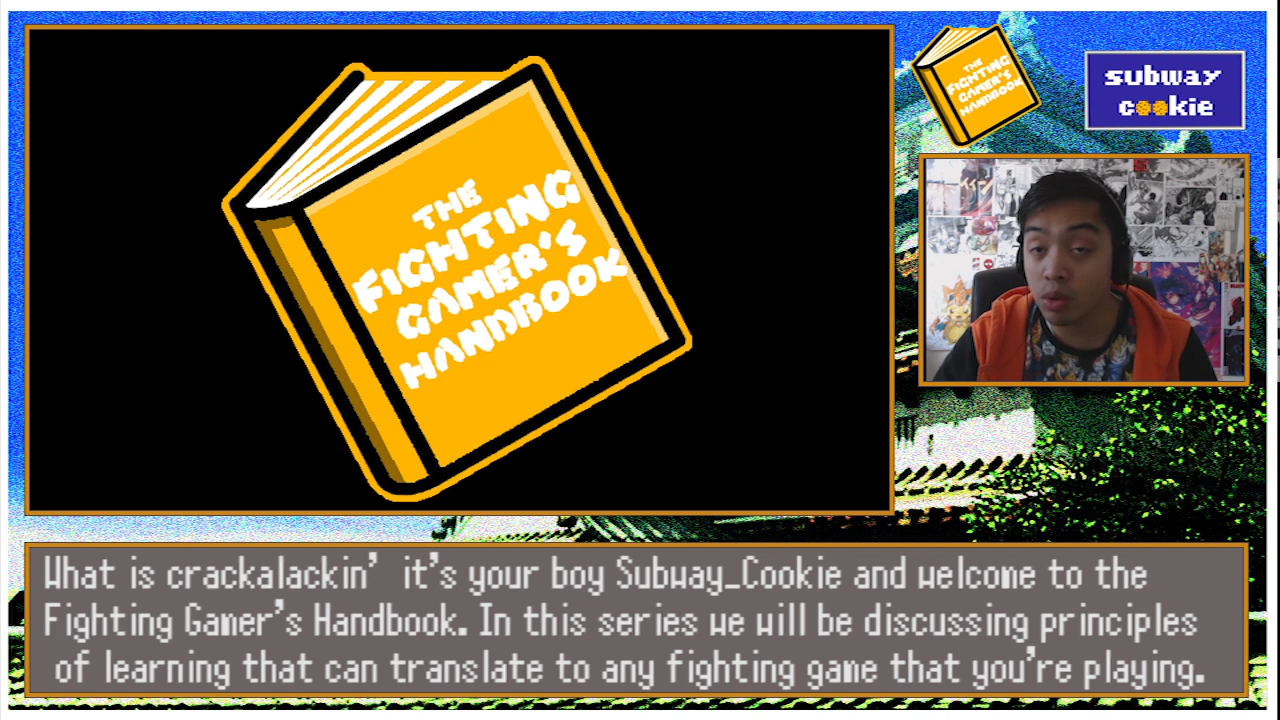 THE
FIGHTING
GAMER'S
HANDBOOK
THE
FIGHTING
GAMER'S
HANDBOOK
subway
cookie
What is crackalackin' it's your boy Subway_Cookie and welcome to the
Fighting Gamer's Handbook. In this series we will be discussing principles
of learning that can translate to any fighting game that you're playing.